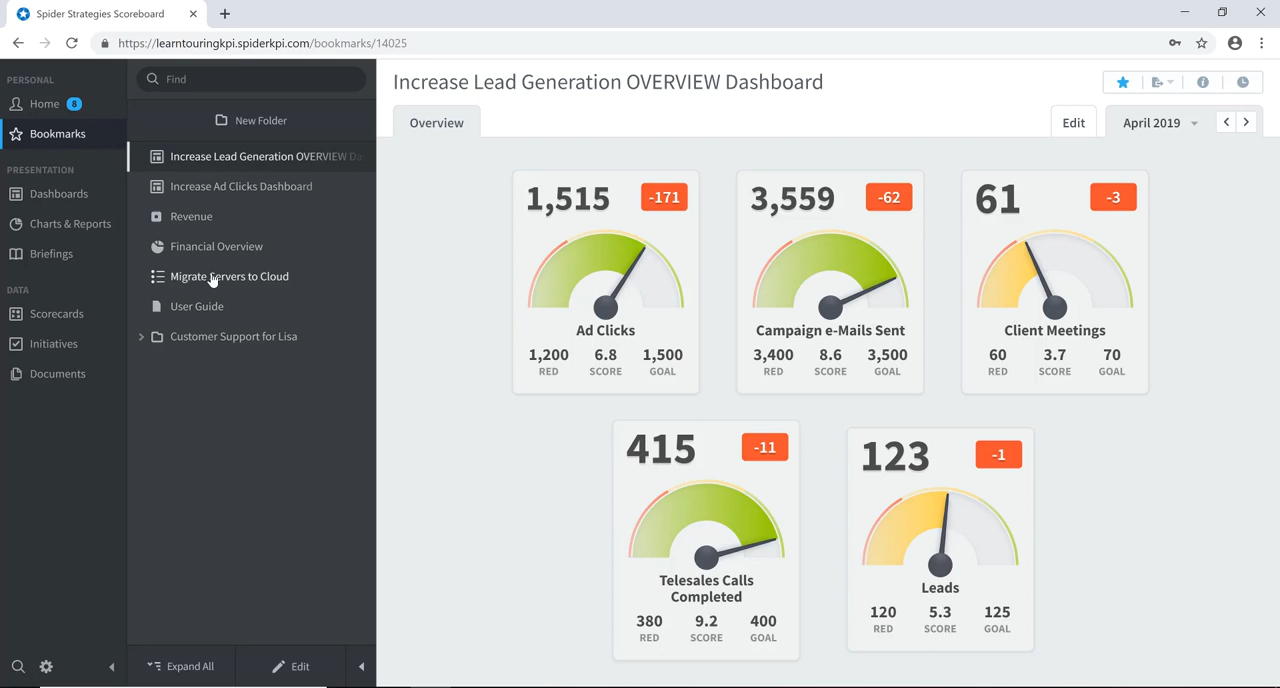 Spider Strategies Scoreboard
https://learntouringkpi.spiderkpi.com/bookmarks/14025
PERSONAL
Home 8
Bookmarks
PRESENTATION
Dashboards
Charts & Reports
Briefings
DATA
Scorecards
Initiatives
Documents
Find
New Folder
Increase Lead Generation OVERVIEW Da
Increase Ad Clicks Dashboard
Revenue
Financial Overview
Migrate Servers to Cloud
User Guide
Customer Support for Lisa
Expand All
Edit
Increase Lead Generation OVERVIEW Dashboard
Overview
Edit
April 2019
1,515 -171
Ad Clicks
1,200 6.8 1,500
RED SCORE GOAL
3,559 -62
Campaign e-Mails Sent
3,400 8.6 3,500
RED SCORE GOAL
61 -3
Client Meetings
60 3.7 70
RED SCORE GOAL
415 -11
Telesales Calls
Completed
380 9.2 400
RED SCORE GOAL
123 -1
Leads
120 5.3 125
RED SCORE GOAL